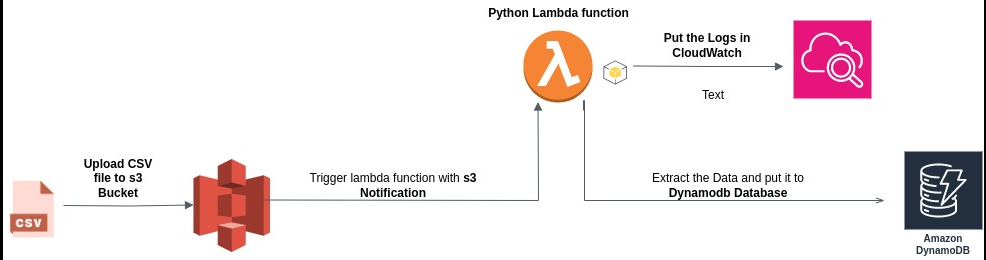 Python Lambda function
Put the Logs in
CloudWatch
Text
Upload CSV
file to s3
Bucket
Trigger lambda function with s3
Notification
Extract the Data and put it to
Dynamodb Database
CSV
Amazon
DynamoDB